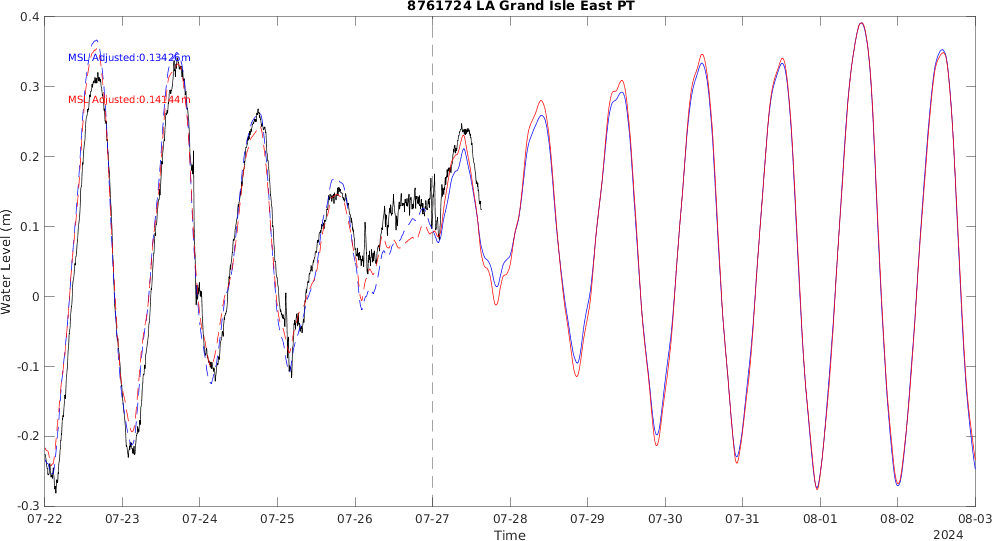 8761724 LA Grand Isle East PT
0.4
MSL Adjusted:0.13426m
0.3
MSL Adjusted:0.14144m
0.2
0.1
0
-0.1
-0.2
-0.3
Water Level (m)
07-22 07-23 07-24 07-25 07-26 07-27 07-28 07-29 07-30 07-31 08-01 08-02 08-03
Time
2024